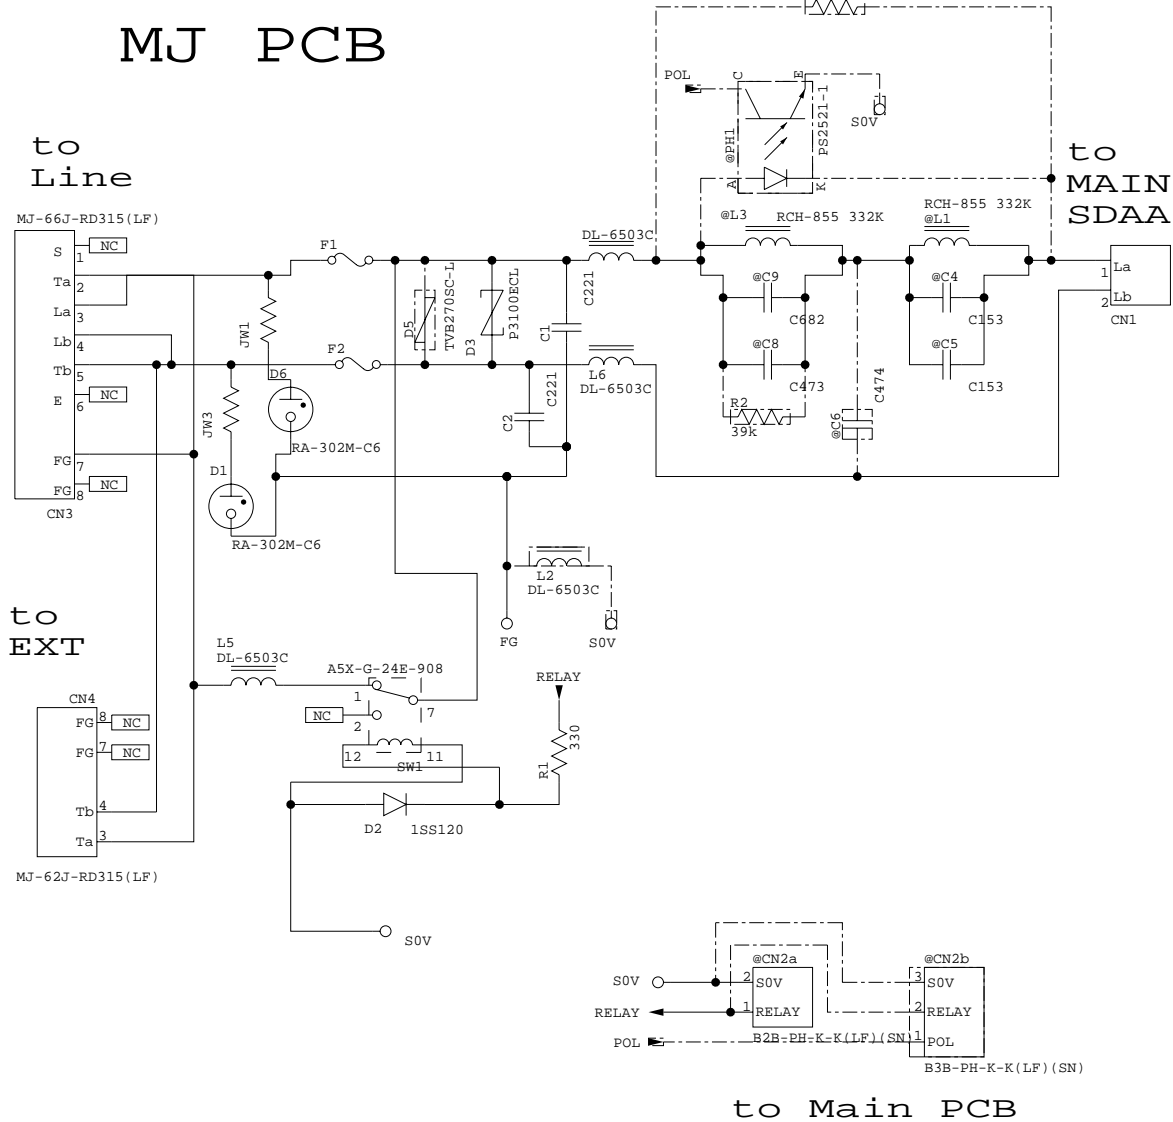 MJ PCB
to
Line
MJ-66J-RD315(LF)
S
1
NC
Ta
2
La
3
Lb
4
Tb
5
E
6
NC
FG
7
FG
8
NC
CN3
JW1
JW3
F1
F2
D6
RA-302M-C6
D1
RA-302M-C6
D5
TVB270SC-L
D3
P3100ECL
C1
C221
C2
C221
DL-6503C
L6
DL-6503C
POL
C
E
@PH1
PS2521-1
A
K
S0V
@L3
RCH-855 332K
@C9
C682
@C8
C473
R2
39k
RCH-855 332K
@L1
@C4
C153
@C5
C153
@C6
C474
to
MAIN
SDAA
La
1
Lb
2
CN1
L2
DL-6503C
FG
S0V
to
EXT
L5
DL-6503C
A5X-G-24E-908
1
7
NC
2
12
11
SW1
RELAY
R1
330
D2
1SS120
CN4
FG
8
NC
FG
7
NC
Tb
4
Ta
3
MJ-62J-RD315(LF)
S0V
@CN2a
@CN2b
S0V
2
S0V
3
S0V
RELAY
1
RELAY
2
RELAY
POL
B2B-PH-K-K(LF)(SN)
1
POL
B3B-PH-K-K(LF)(SN)
to Main PCB